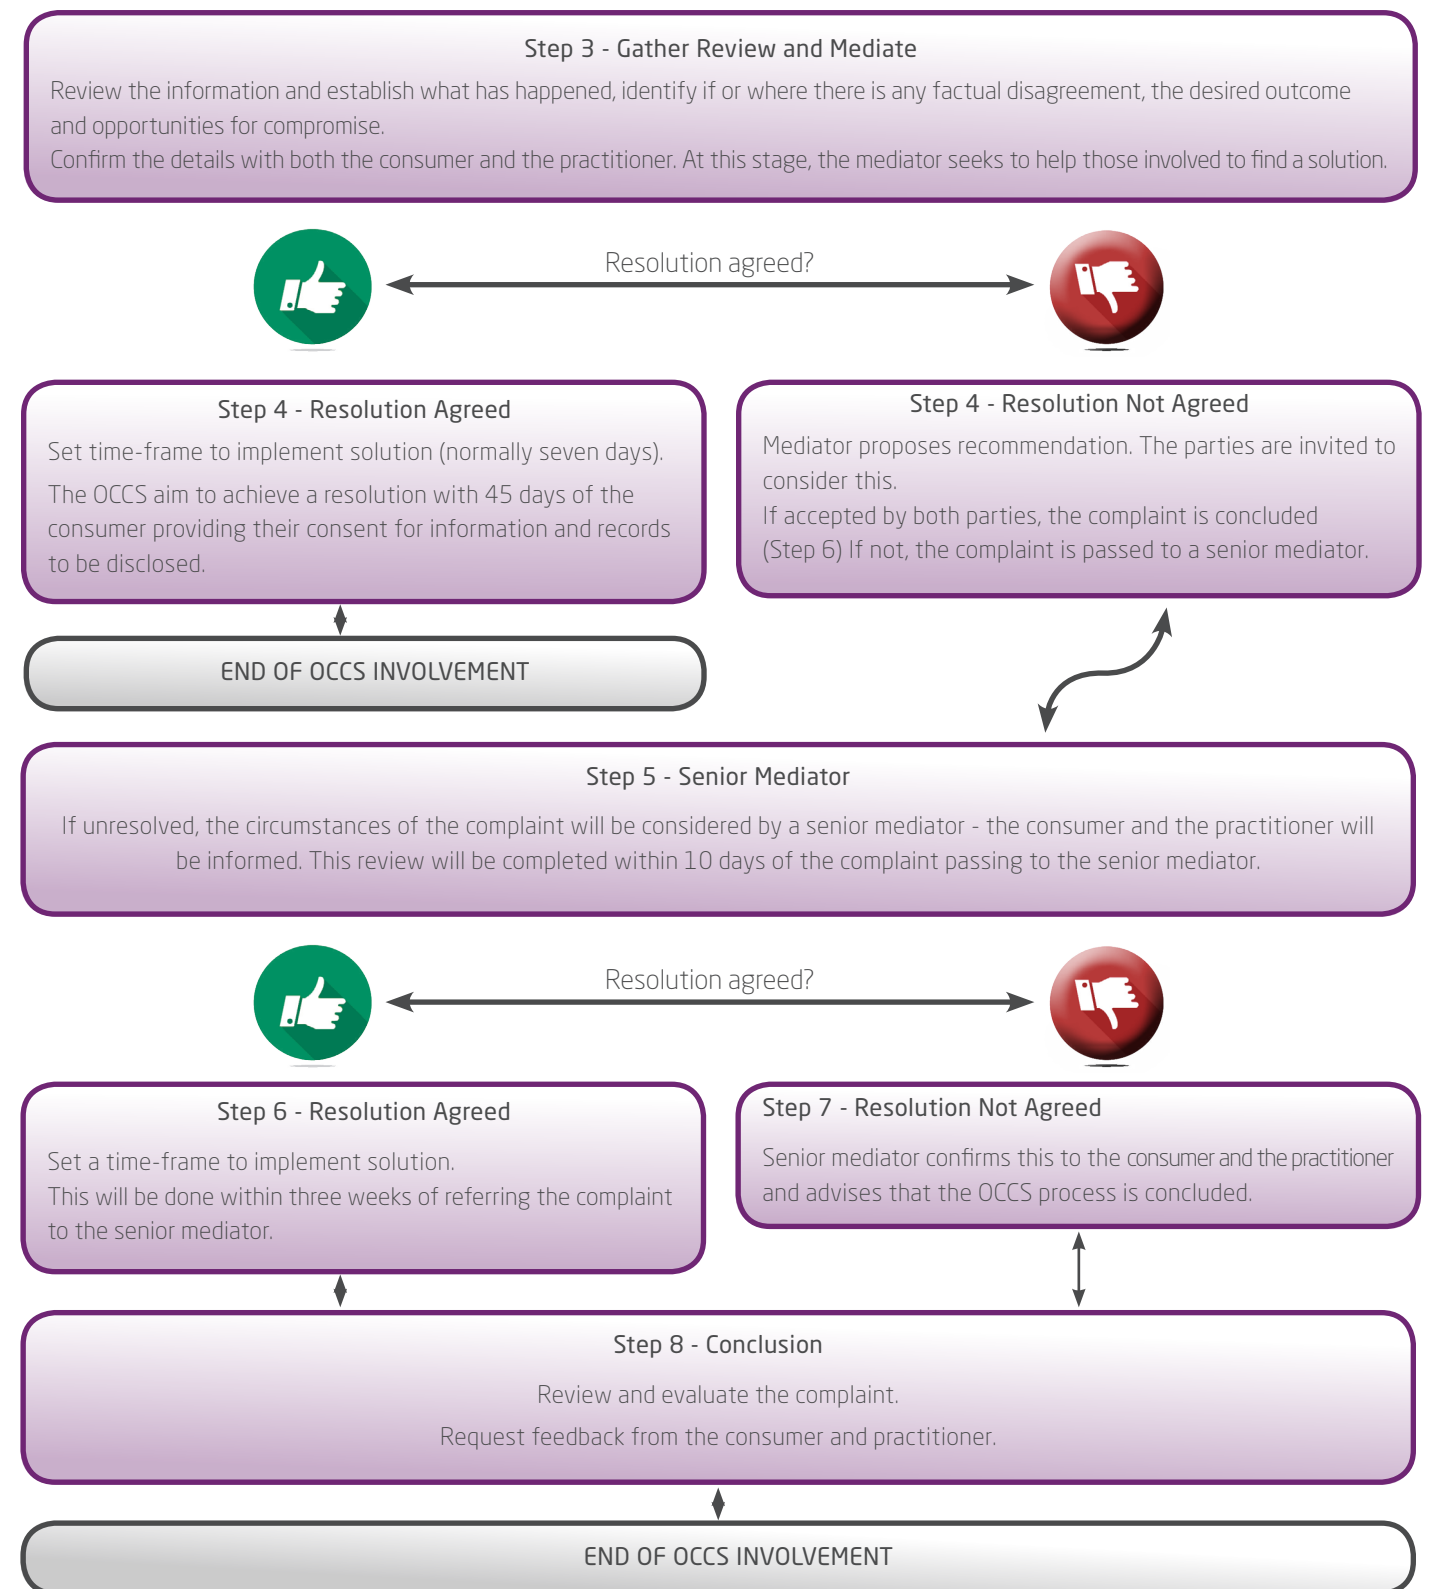 Step 3 - Gather Review and Mediate
Review the information and establish what has happened, identify if or where there is any factual disagreement, the desired outcome
and opportunities for compromise.
Confirm the details with both the consumer and the practitioner. At this stage, the mediator seeks to help those involved to find a solution.
Resolution agreed?
Step 4 - Resolution Agreed
Set time-frame to implement solution (normally seven days).
The OCCS aim to achieve a resolution with 45 days of the
consumer providing their consent for information and records
to be disclosed.
END OF OCCS INVOLVEMENT
Step 4 - Resolution Not Agreed
Mediator proposes recommendation. The parties are invited to
consider this.
If accepted by both parties, the complaint is concluded
(Step 6) If not, the complaint is passed to a senior mediator.
Step 5 - Senior Mediator
If unresolved, the circumstances of the complaint will be considered by a senior mediator - the consumer and the practitioner will
be informed. This review will be completed within 10 days of the complaint passing to the senior mediator.
Resolution agreed?
Step 6 - Resolution Agreed
Set a time-frame to implement solution.
This will be done within three weeks of referring the complaint
to the senior mediator.
Step 7 - Resolution Not Agreed
Senior mediator confirms this to the consumer and the practitioner
and advises that the OCCS process is concluded.
Step 8 - Conclusion
Review and evaluate the complaint.
Request feedback from the consumer and practitioner.
END OF OCCS INVOLVEMENT